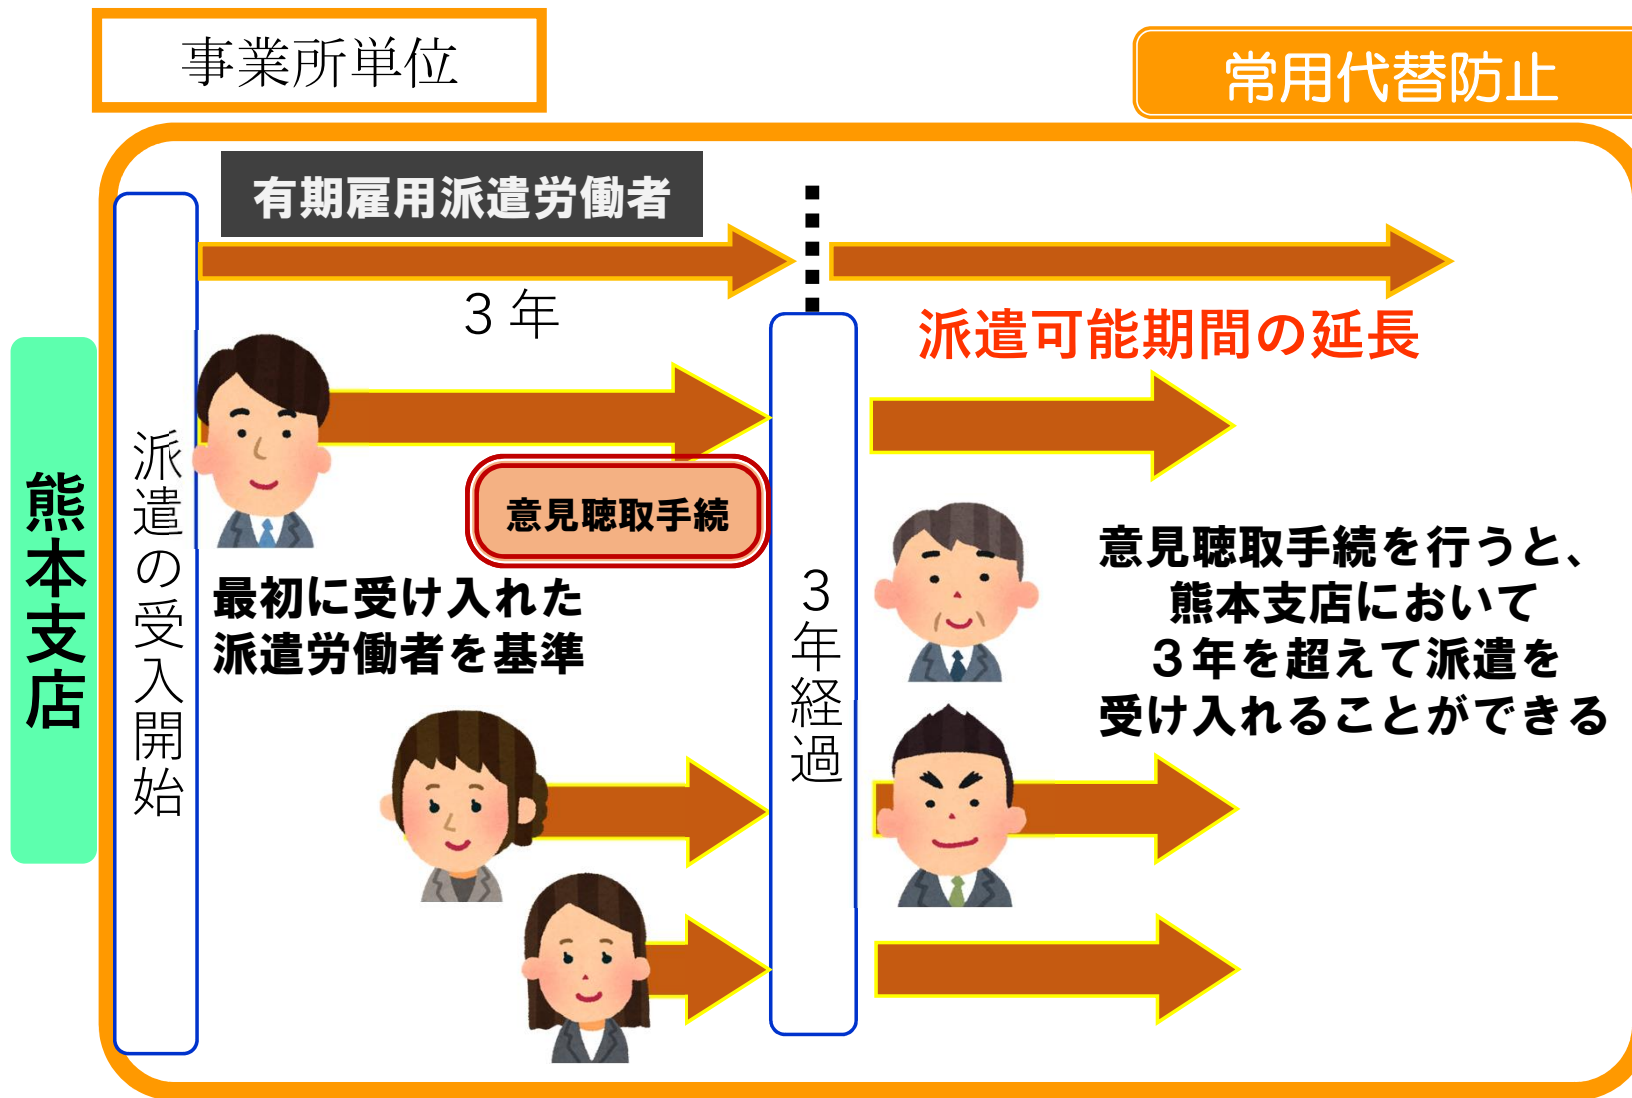 事業所単位
常用代替防止
有期雇用派遣労働者
3年
派遣可能期間の延長
熊本支店
派遣の受入開始
意見聴取手続
最初に受け入れた
派遣労働者を基準
3年経過
意見聴取手続を行うと、
熊本支店において
3年を超えて派遣を
受け入れることができる